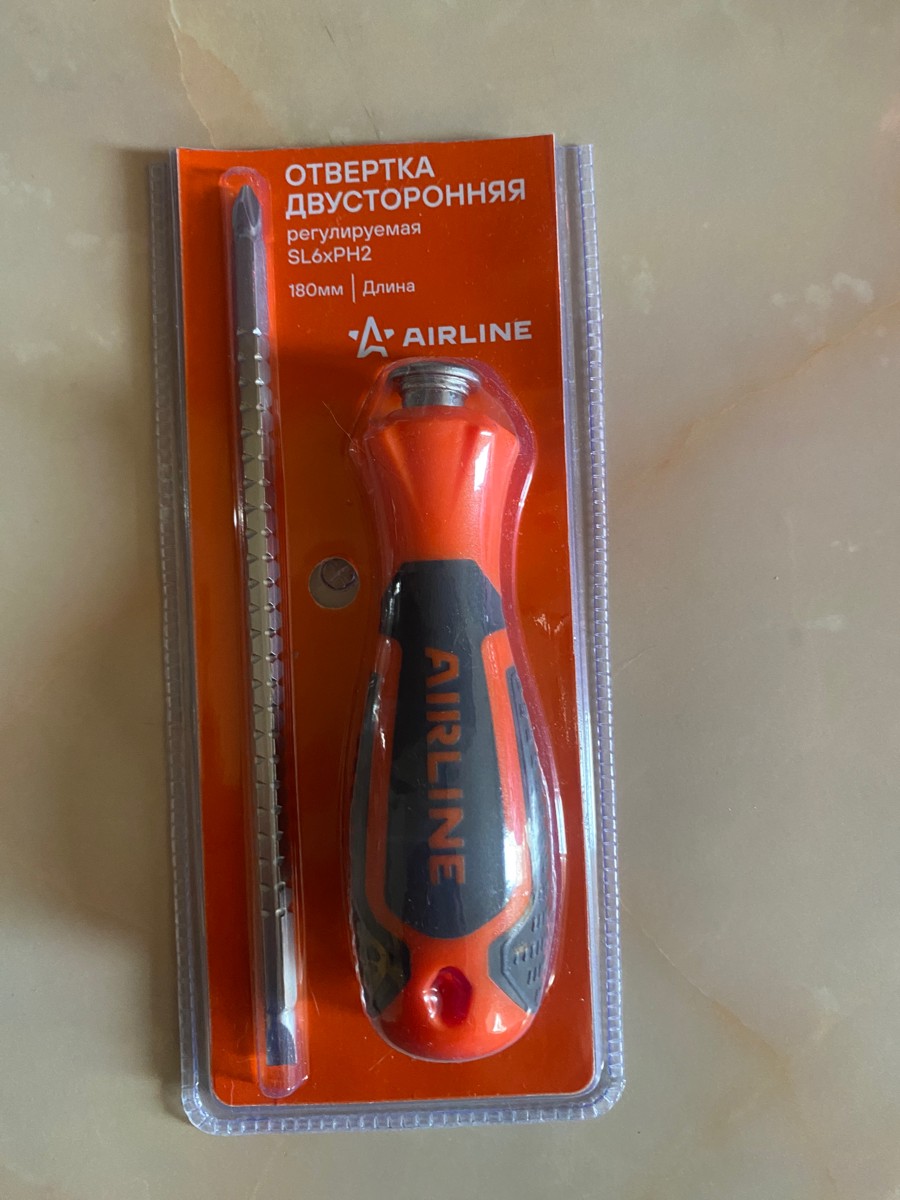 ОТВЕРТКА
ДВУСТОРОННЯЯ
регулируемая
SL6xPH2
180мм | Длина
AIRLINE
AIRLINE